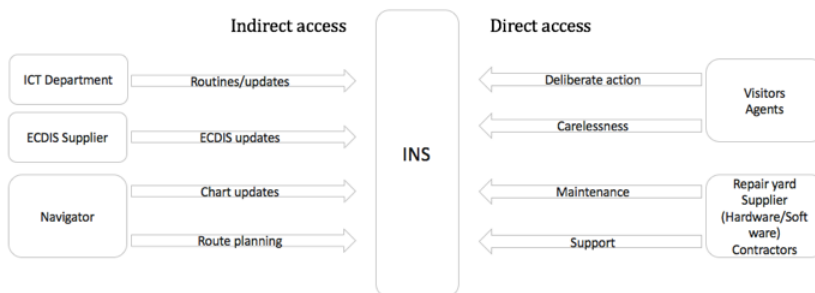 Indirect access
Direct access
ICT Department
Routines/updates
Deliberate action
Visitors
Agents
ECDIS Supplier
ECDIS updates
Carelessness
INS
Navigator
Chart updates
Route planning
Maintenance
Support
Repair yard
Supplier
(Hardware/Soft
ware)
Contractors